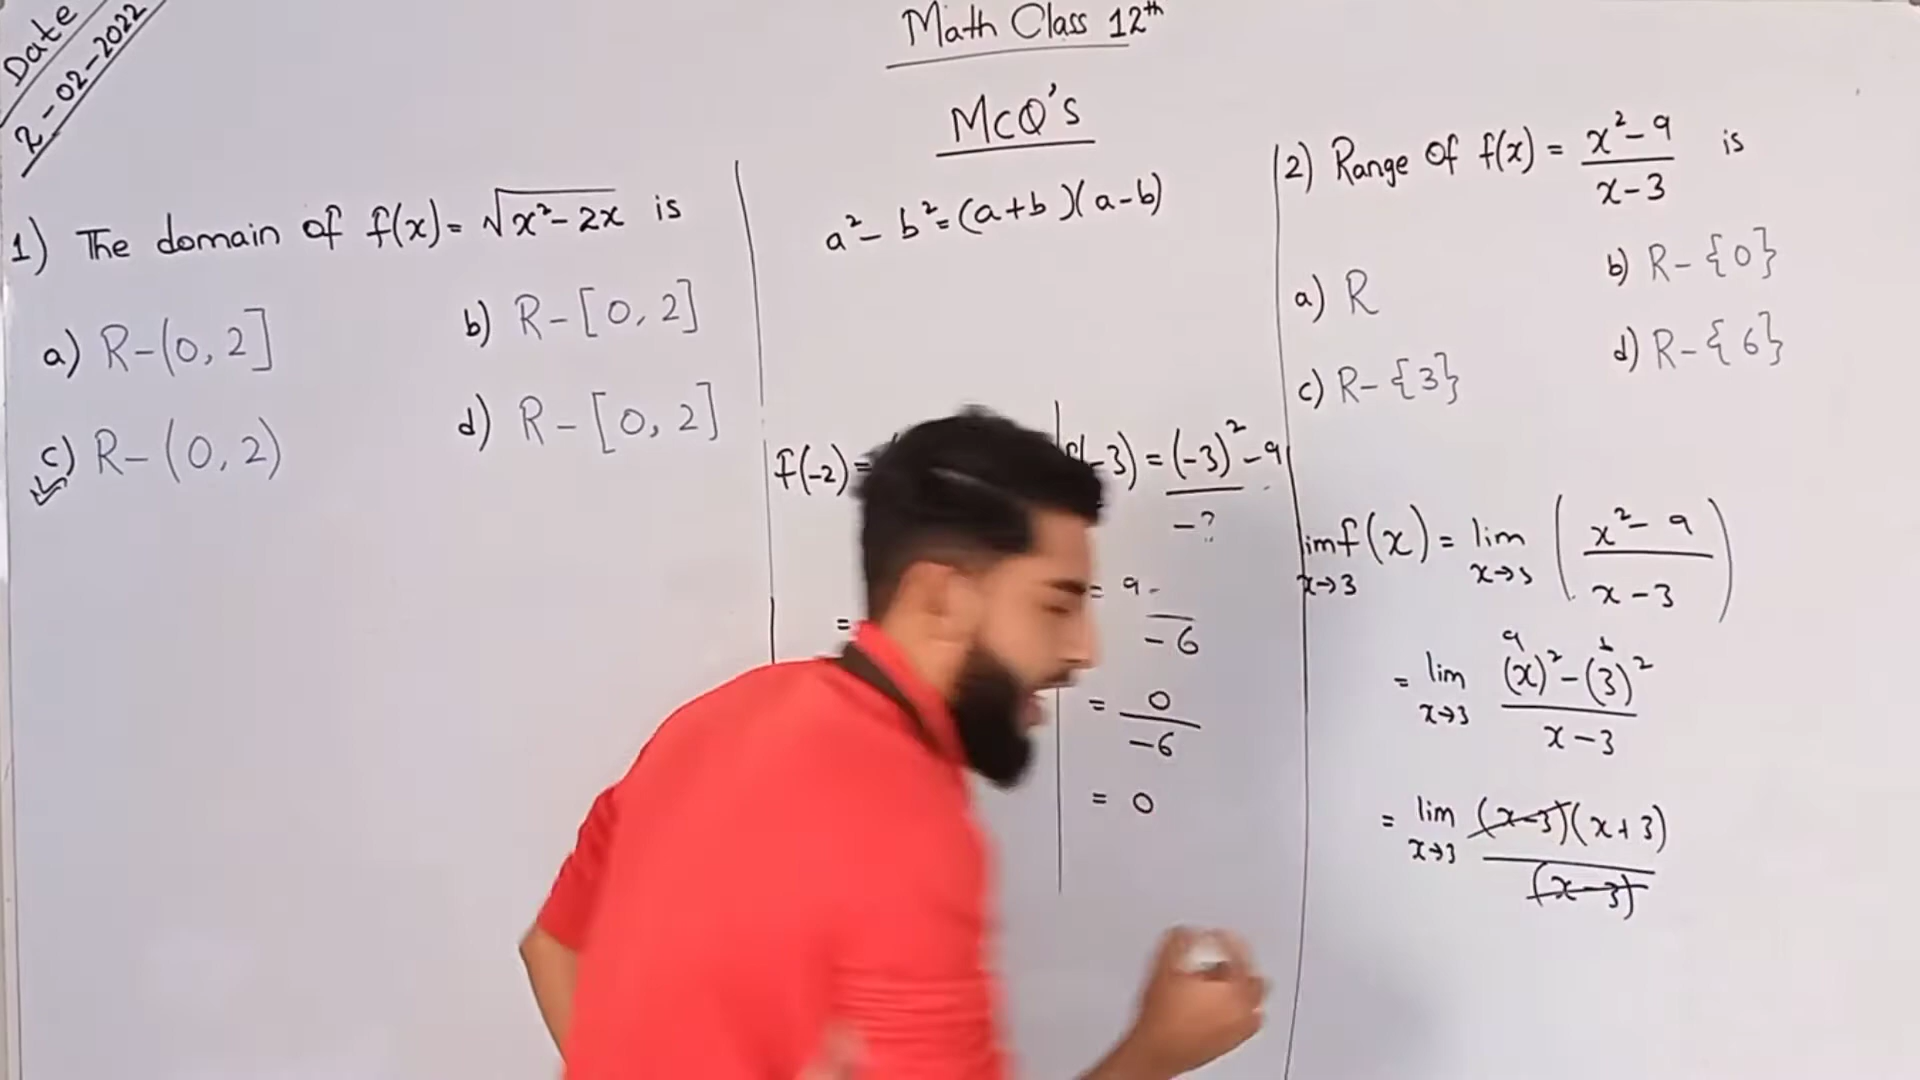 Date
2-02-2022
Math Class 12th
MCQ's
1) The domain of f(x) = √(x²-2x) is
a) R-(0, 2]
b) R-[0, 2]
c) R-(0, 2)
d) R-[0, 2]
a²-b²=(a+b)(a-b)
f(-2)=
=
-3) = (-3)²-9
-?
= 9-
-6
= 0
-6
= 0
2) Range Of f(x) = (x²-9)/(x-3) is
a) R
b) R-{0}
c) R-{3}
d) R-{6}
lim f(x) = lim (x²-9
x→3 x→3 x-3)
= lim (x)²-(3)²
x→3 x-3
= lim (x-3)(x+3)
x→3 (x-3)